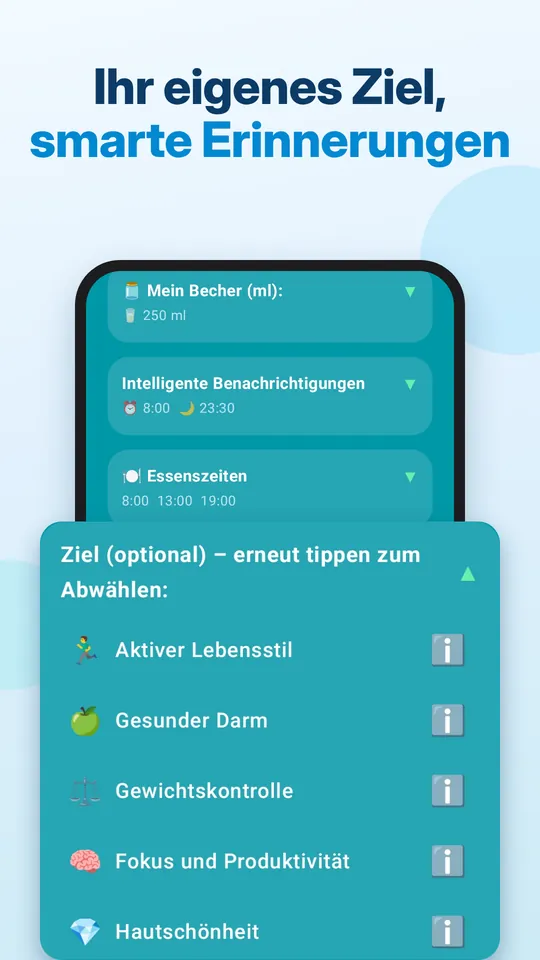 Ihr eigenes Ziel,
smarte Erinnerungen
Mein Becher (ml):
250 ml
Intelligente Benachrichtigungen
8:00 23:30
Essenszeiten
8:00 13:00 19:00
Ziel (optional) – erneut tippen zum
Abwählen:
Aktiver Lebensstil
Gesunder Darm
Gewichtskontrolle
Fokus und Produktivität
Hautschönheit